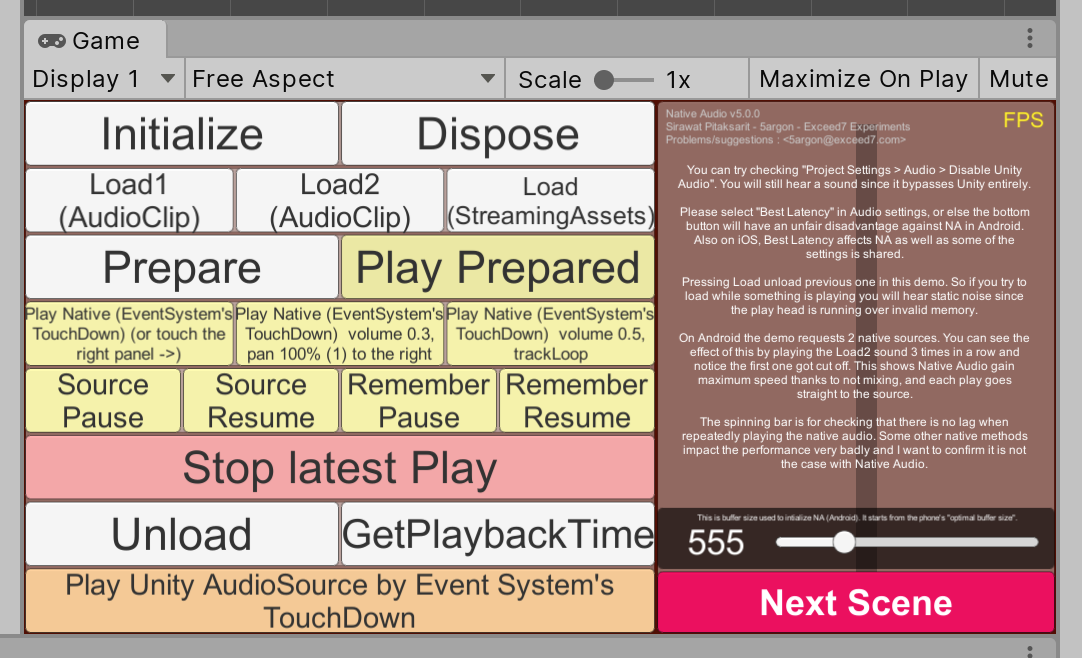 Game
Display 1
Free Aspect
Scale
1x
Maximize On Play
Mute
Initialize
Dispose
Load1
(AudioClip)
Load2
(AudioClip)
Load
(StreamingAssets)
Prepare
Play Prepared
Play Native (EventSystem's
TouchDown) (or touch the
right panel ->)
Play Native (EventSystem's
TouchDown)  volume 0.3,
pan 100% (1) to the right
Play Native (EventSystem's
TouchDown)  volume 0.5,
trackLoop
Source
Pause
Source
Resume
Remember
Pause
Remember
Resume
Stop latest Play
Unload
GetPlaybackTime
Play Unity AudioSource by Event System's
TouchDown
Native Audio v5.0.0
Sirawat Pitaksarit - 5argon - Exceed7 Experiments
Problems/suggestions : <5argon@exceed7.com>
FPS
You can try checking "Project Settings > Audio > Disable Unity
Audio". You will still hear a sound since it bypasses Unity entirely.
Please select "Best Latency" in Audio settings, or else the bottom
button will have an unfair disadvantage against NA in Android.
Also on iOS, Best Latency affects NA as well as some of the
settings is shared.
Pressing Load unload previous one in this demo. So if you try to
load while something is playing you will hear static noise since
the play head is running over invalid memory.
On Android the demo requests 2 native sources. You can see the
effect of this by playing the Load2 sound 3 times in a row and
notice the first one got cut off. This shows Native Audio gain
maximum speed thanks to not mixing, and each play goes
straight to the source.
The spinning bar is for checking that there is no lag when
repeatedly playing the native audio. Some other native methods
impact the performance very badly and I want to confirm it is not
the case with Native Audio.
This is buffer size used to intialize NA (Android). It starts from the phone's "optimal buffer size".
555
Next Scene